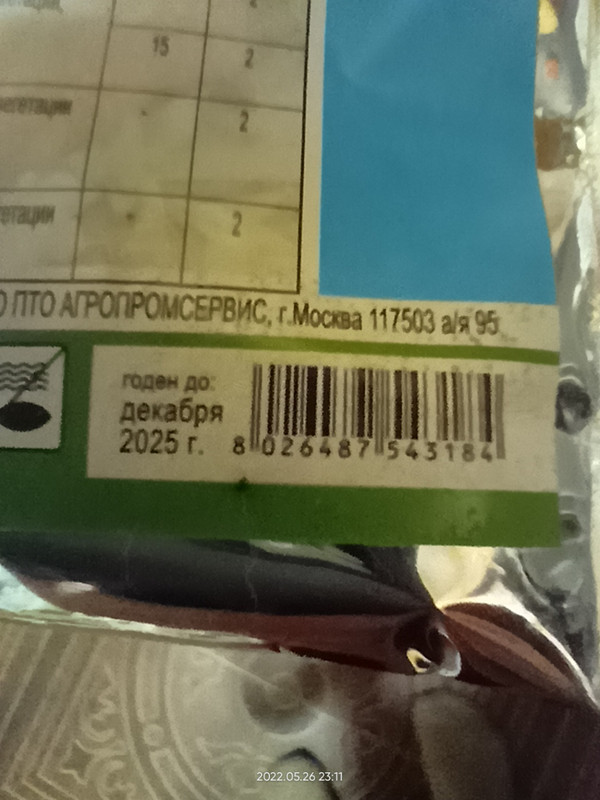 15 2
вегетации
2
2
ПТО АГРОПРОМСЕРВИС, г.Москва 117503 а/я 95
годен до:
декабря
2025 г.
8 026487 543184
2022.05.26 23:11